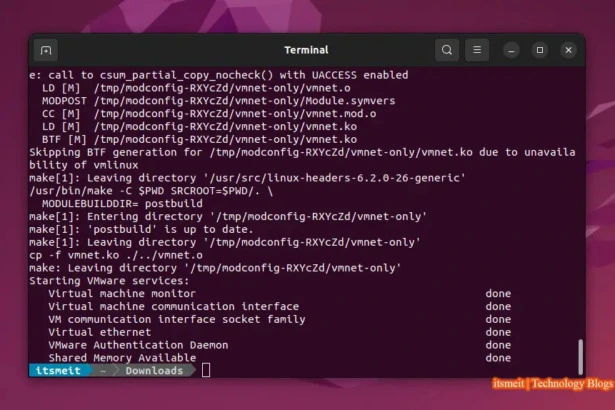 Terminal
e: call to csum_partial_copy_nocheck() with UACCESS enabled
LD [M] /tmp/modconfig-RXYcZd/vmnet-only/vmnet.o
MODPOST /tmp/modconfig-RXYcZd/vmnet-only/Module.symvers
CC [M] /tmp/modconfig-RXYcZd/vmnet-only/vmnet.mod.o
LD [M] /tmp/modconfig-RXYcZd/vmnet-only/vmnet.ko
BTF [M] /tmp/modconfig-RXYcZd/vmnet-only/vmnet.ko
Skipping BTF generation for /tmp/modconfig-RXYcZd/vmnet-only/vmnet.ko due to unavaila
bility of vmlinux
make[1]: Leaving directory '/usr/src/linux-headers-6.2.0-26-generic'
/usr/bin/make -C $PWD SRCROOT=$PWD/. \
MODULEBUILDDIR= postbuild
make[1]: Entering directory '/tmp/modconfig-RXYcZd/vmnet-only'
make[1]: 'postbuild' is up to date.
make[1]: Leaving directory '/tmp/modconfig-RXYcZd/vmnet-only'
cp -f vmnet.ko ./../vmnet.o
make: Leaving directory '/tmp/modconfig-RXYcZd/vmnet-only'
Starting VMware services:
Virtual machine monitor done
Virtual machine communication interface done
VM communication interface socket family done
Virtual ethernet done
VMware Authentication Daemon done
Shared Memory Available done
itsmeit ~ Downloads
itsmeit | Technology Blogs